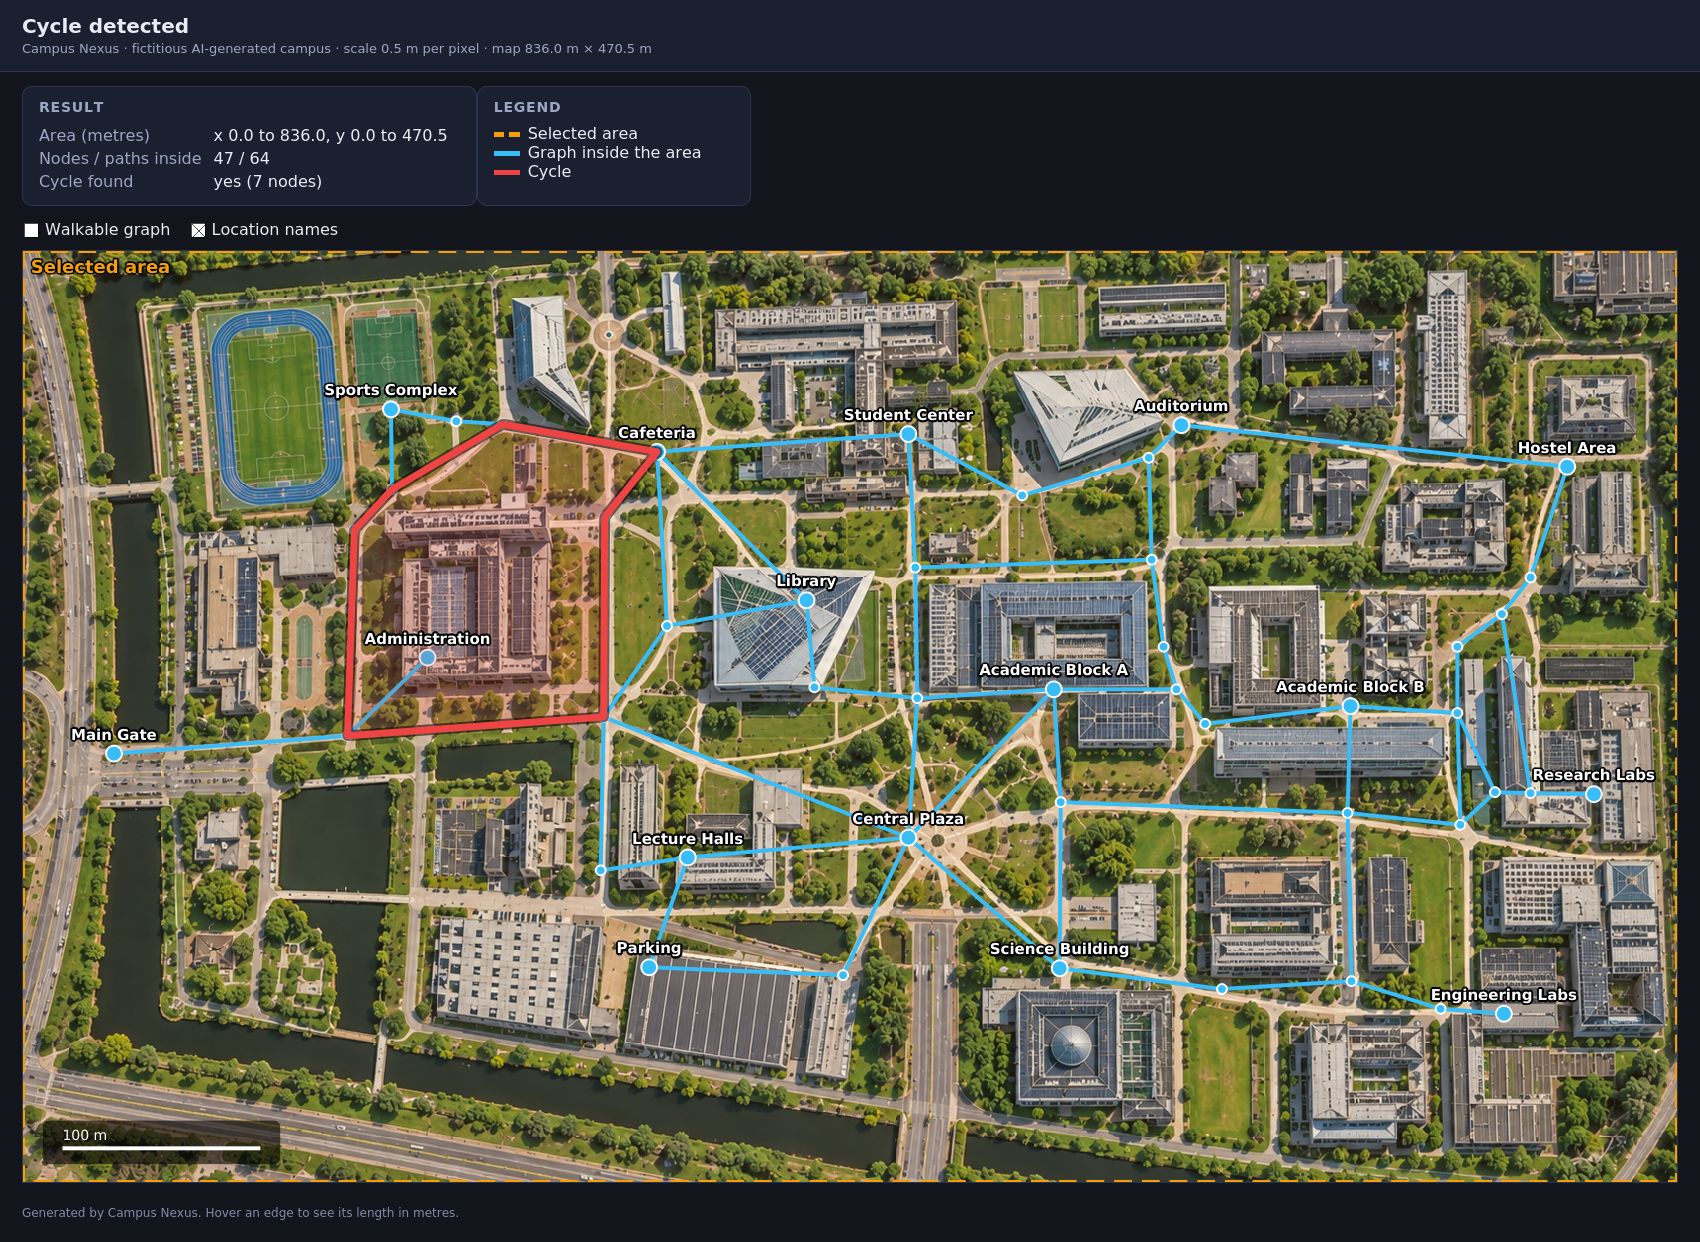 Cycle detected
Campus Nexus · fictitious AI-generated campus · scale 0.5 m per pixel · map 836.0 m × 470.5 m
RESULT
Area (metres) x 0.0 to 836.0, y 0.0 to 470.5
Nodes / paths inside 47 / 64
Cycle found yes (7 nodes)
LEGEND
Selected area
Graph inside the area
Cycle
Walkable graph
Location names
Selected area
Sports Complex
Cafeteria
Student Center
Auditorium
Hostel Area
Library
Administration
Academic Block A
Academic Block B
Main Gate
Research Labs
Central Plaza
Lecture Halls
Parking
Science Building
Engineering Labs
100 m
Generated by Campus Nexus. Hover an edge to see its length in metres.